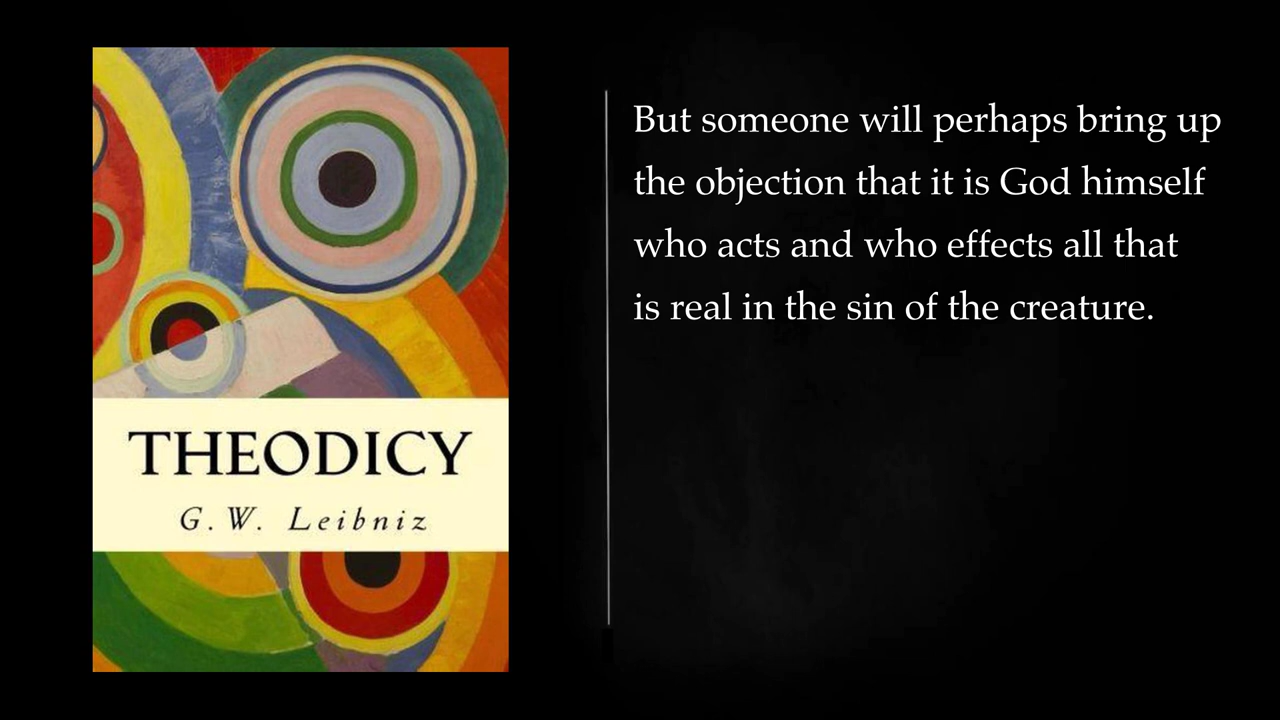 THEODICY
G. W. Leibniz
But someone will perhaps bring up
the objection that it is God himself
who acts and who effects all that
is real in the sin of the creature.